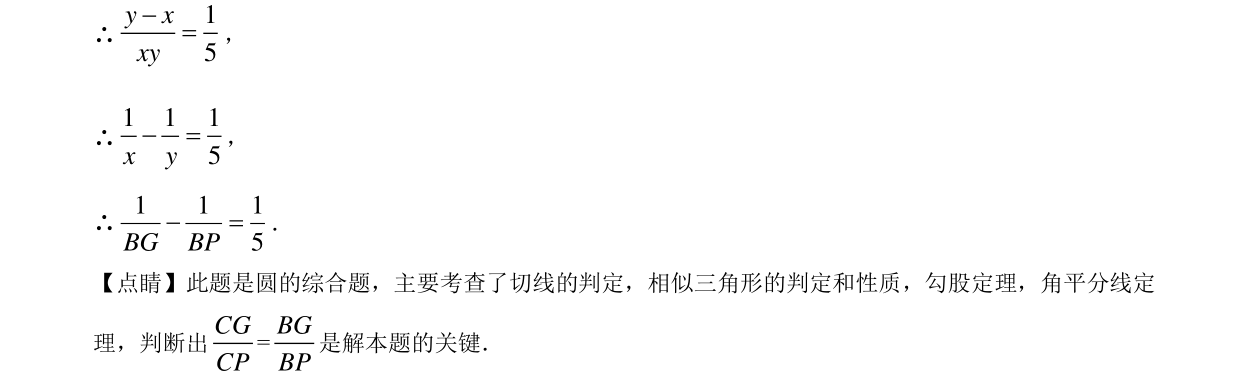 ∴ (y − x)/(xy) = 1/5，
∴ 1/x − 1/y = 1/5，
∴ 1/BG − 1/BP = 1/5．
【点睛】此题是圆的综合题，主要考查了切线的判定，相似三角形的判定和性质，勾股定理，角平分线定
理，判断出 CG/CP = BG/BP 是解本题的关键．